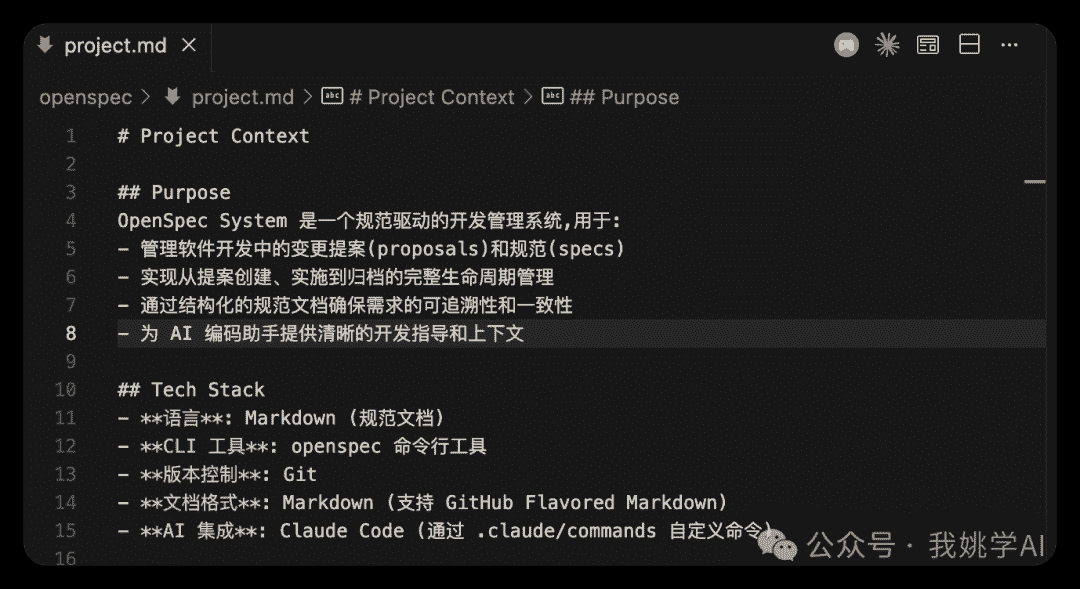 project.md
openspec > project.md > # Project Context > ## Purpose
1 # Project Context
2
3 ## Purpose
4 OpenSpec System 是一个规范驱动的开发管理系统,用于:
5 - 管理软件开发中的变更提案(proposals)和规范(specs)
6 - 实现从提案创建、实施到归档的完整生命周期管理
7 - 通过结构化的规范文档确保需求的可追溯性和一致性
8 - 为 AI 编码助手提供清晰的开发指导和上下文
9
10 ## Tech Stack
11 - **语言**: Markdown (规范文档)
12 - **CLI 工具**: openspec 命令行工具
13 - **版本控制**: Git
14 - **文档格式**: Markdown (支持 GitHub Flavored Markdown)
15 - **AI 集成**: Claude Code (通过 .claude/commands 自定义命令)
16
公众号 · 我姚学AI